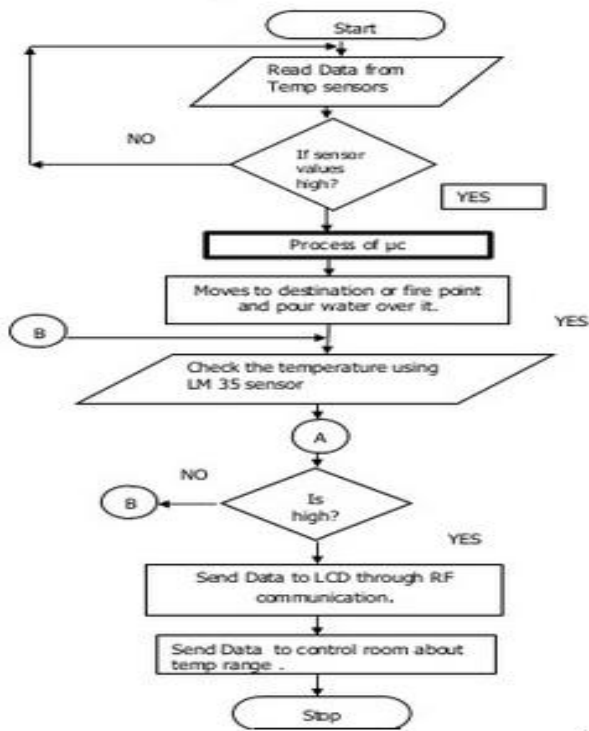 Start
Read Data from
Temp sensors
NO
If sensor
values
high?
YES
Process of µc
Moves to destination or fire point
and pour water over it.
B
YES
Check the temperature using
LM 35 sensor
A
NO
B
Is
high?
YES
Send Data to LCD through RF
communication.
Send Data to control room about
temp range .
Stop